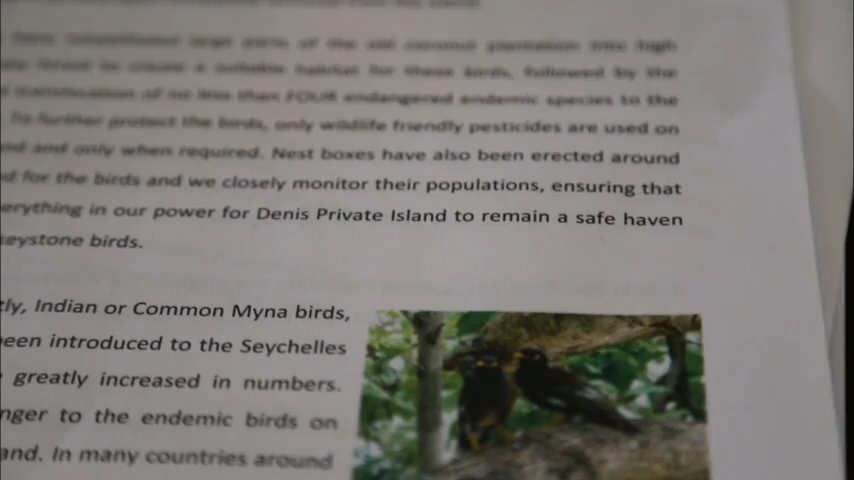 have transformed large parts of the old coconut plantation into high
forest to create a suitable habitat for these birds, followed by the
translocation of no less than FOUR endangered endemic species to the
To further protect the birds, only wildlife friendly pesticides are used on
and only when required. Nest boxes have also been erected around
for the birds and we closely monitor their populations, ensuring that
erything in our power for Denis Private Island to remain a safe haven
keystone birds.
tly, Indian or Common Myna birds,
been introduced to the Seychelles
greatly increased in numbers.
nger to the endemic birds on
and. In many countries around